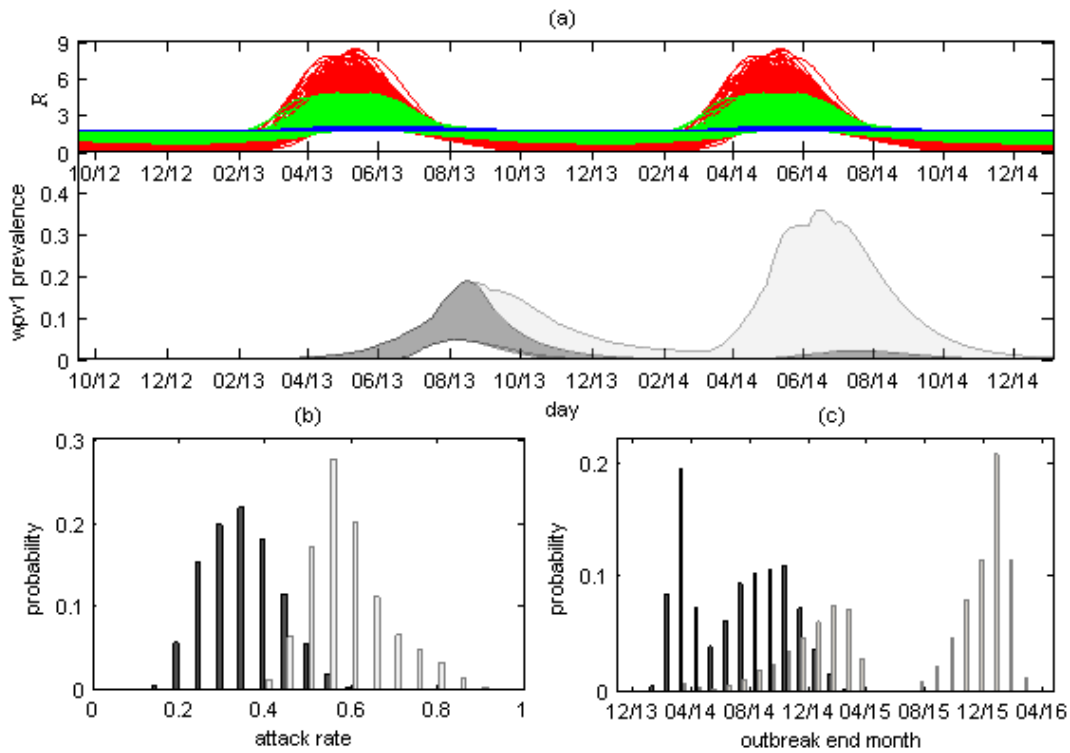 (a)
9
6
3
0
R
10/12 12/12 02/13 04/13 06/13 08/13 10/13 12/13 02/14 04/14 06/14 08/14 10/14 12/14
0.4
0.3
0.2
0.1
0
wpv1 prevalence
10/12 12/12 02/13 04/13 06/13 08/13 10/13 12/13 02/14 04/14 06/14 08/14 10/14 12/14
day
(b)
0.3
0.2
0.1
0
probability
0 0.2 0.4 0.6 0.8 1
attack rate
(c)
0.2
0.1
0
probability
12/13 04/14 08/14 12/14 04/15 08/15 12/15 04/16
outbreak end month